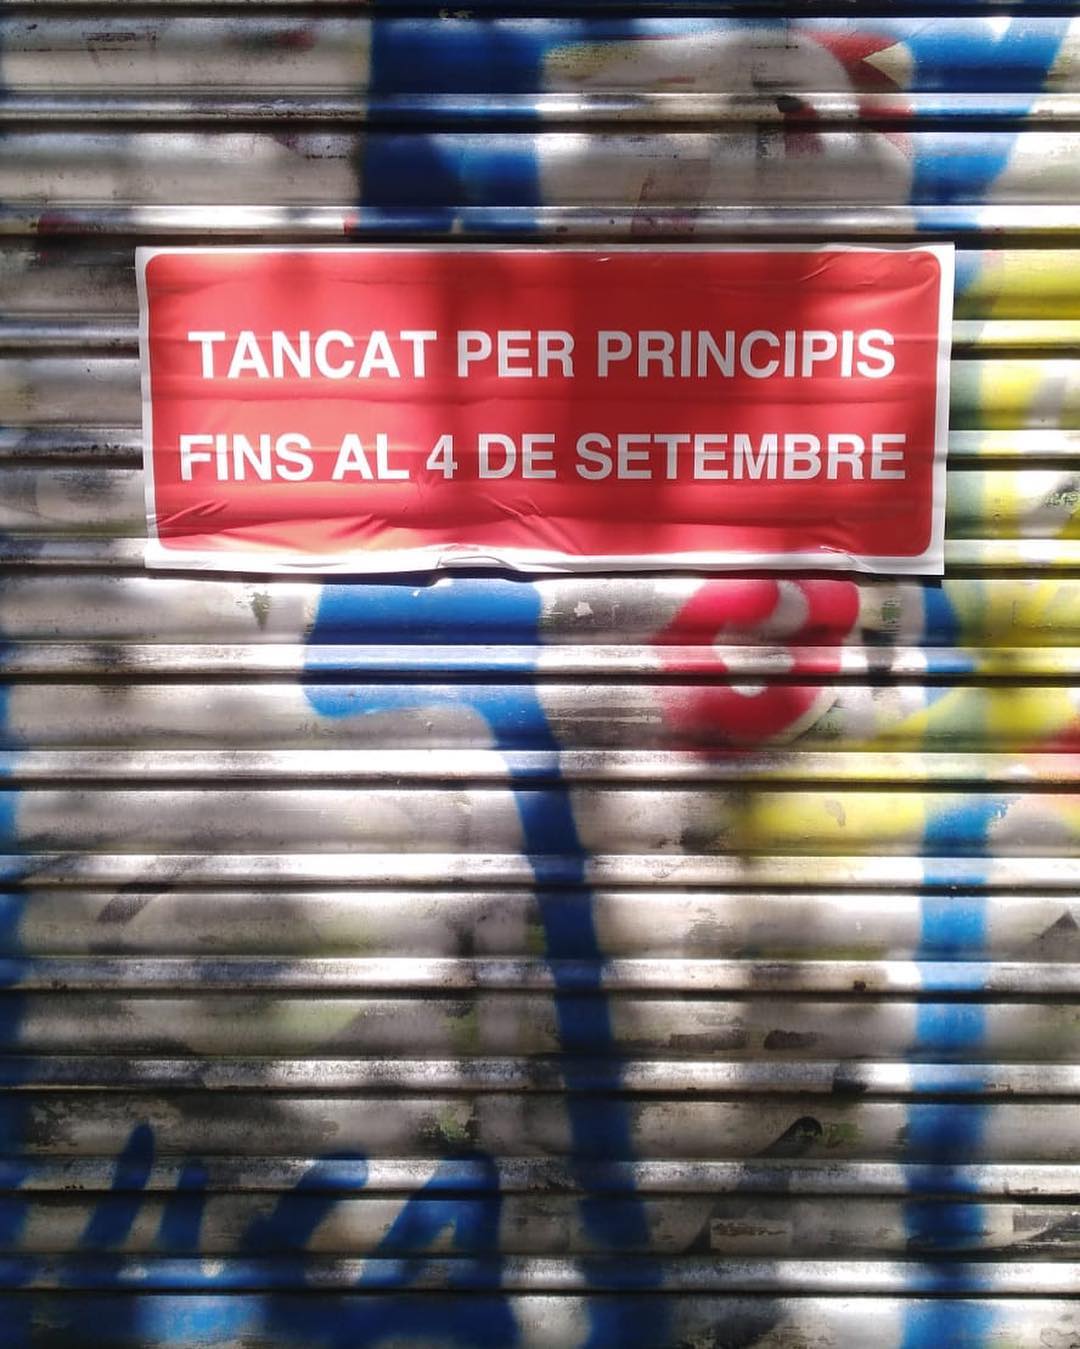 TANCAT PER PRINCIPIS
FINS AL 4 DE SETEMBRE